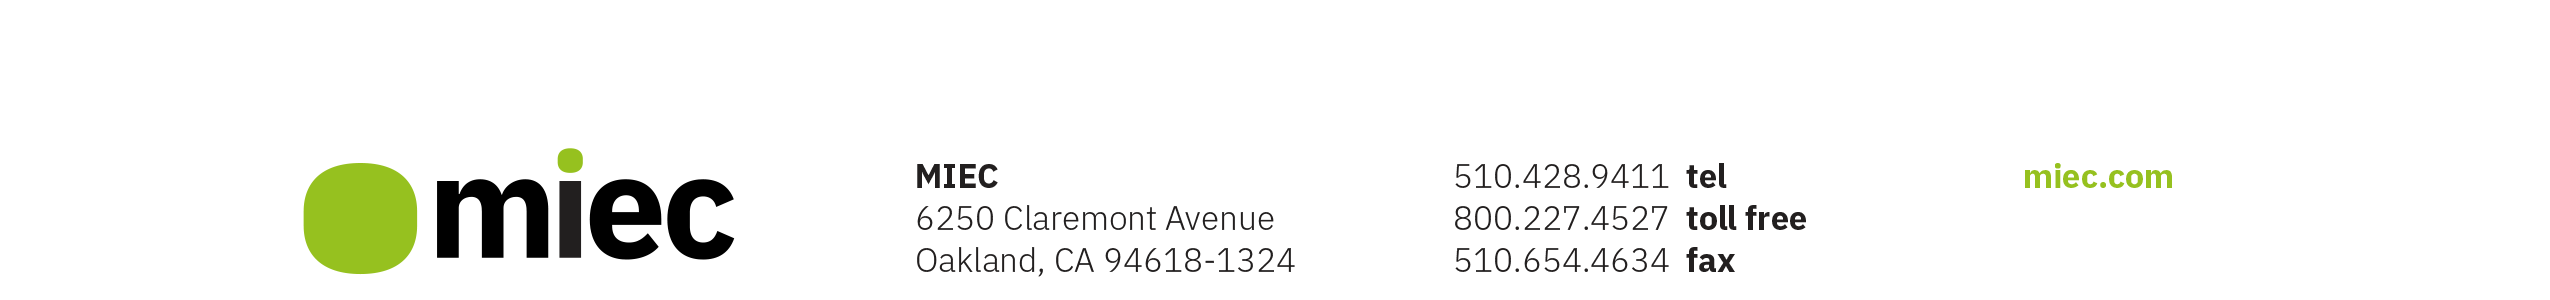 miec
MIEC
6250 Claremont Avenue
Oakland, CA 94618-1324
510.428.9411 tel
800.227.4527 toll free
510.654.4634 fax
miec.com